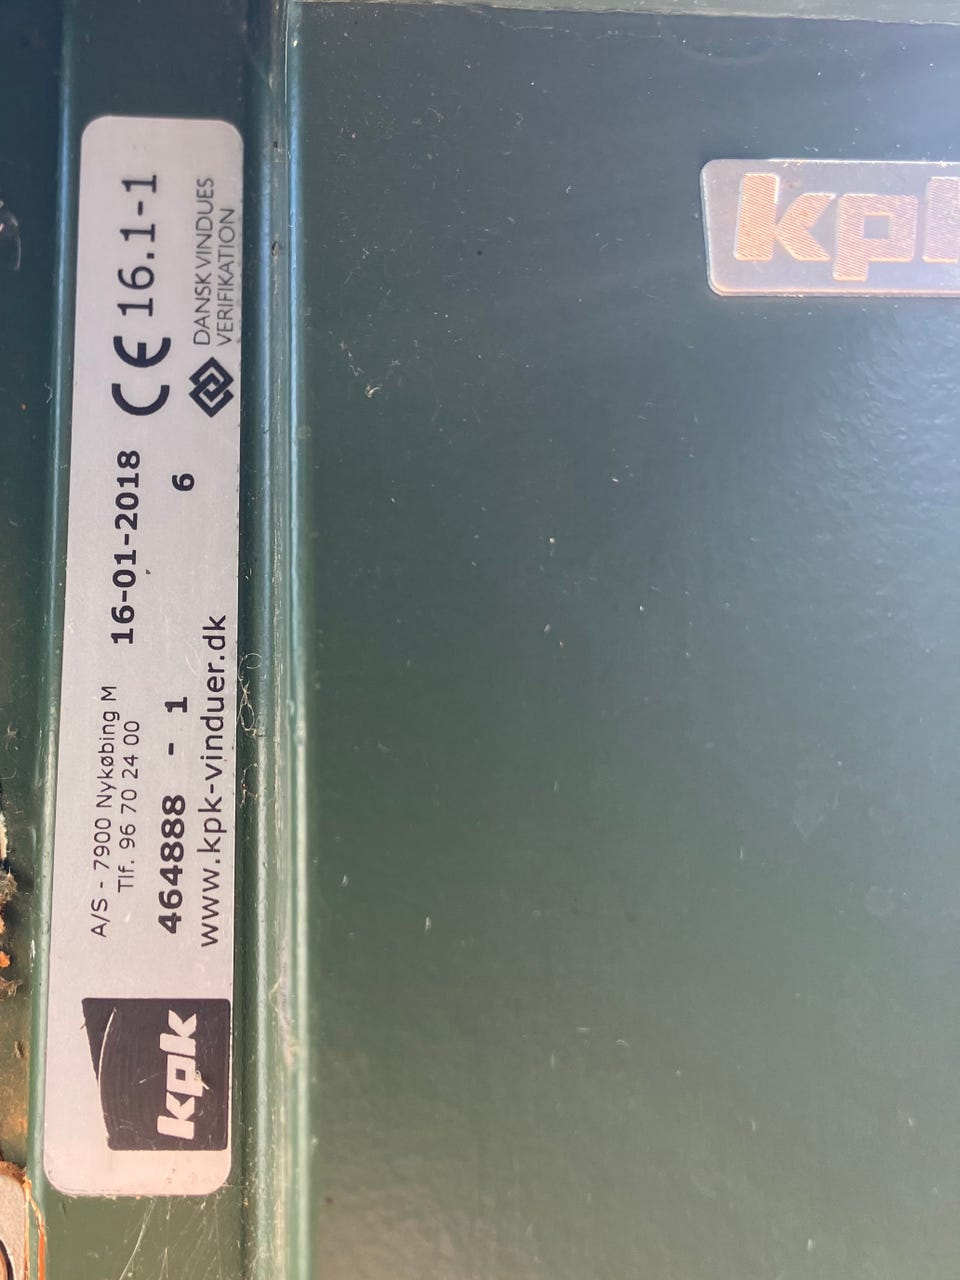 kpk
A/S - 7900 Nykøbing M
Tlf. 96 70 24 00
16-01-2018
464888 - 1
6
www.kpk-vinduer.dk
CE 16.1-1
DANSK VINDUES
VERIFIKATION
kpk